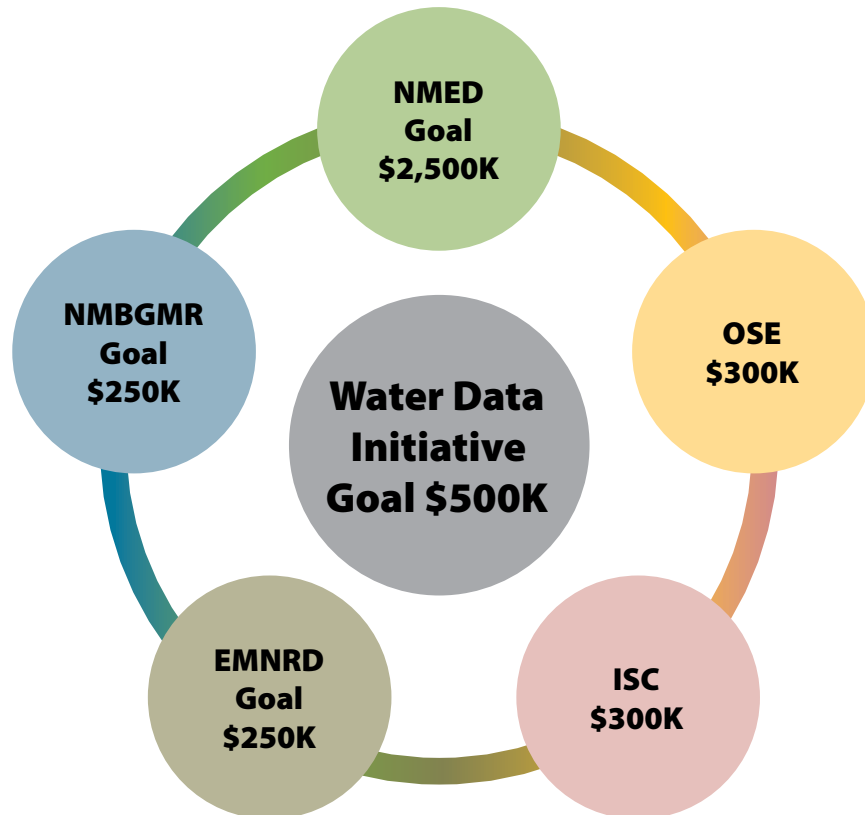 NMED
Goal
$2,500K
NMBGMR
Goal
$250K
OSE
$300K
Water Data
Initiative
Goal $500K
EMNRD
Goal
$250K
ISC
$300K